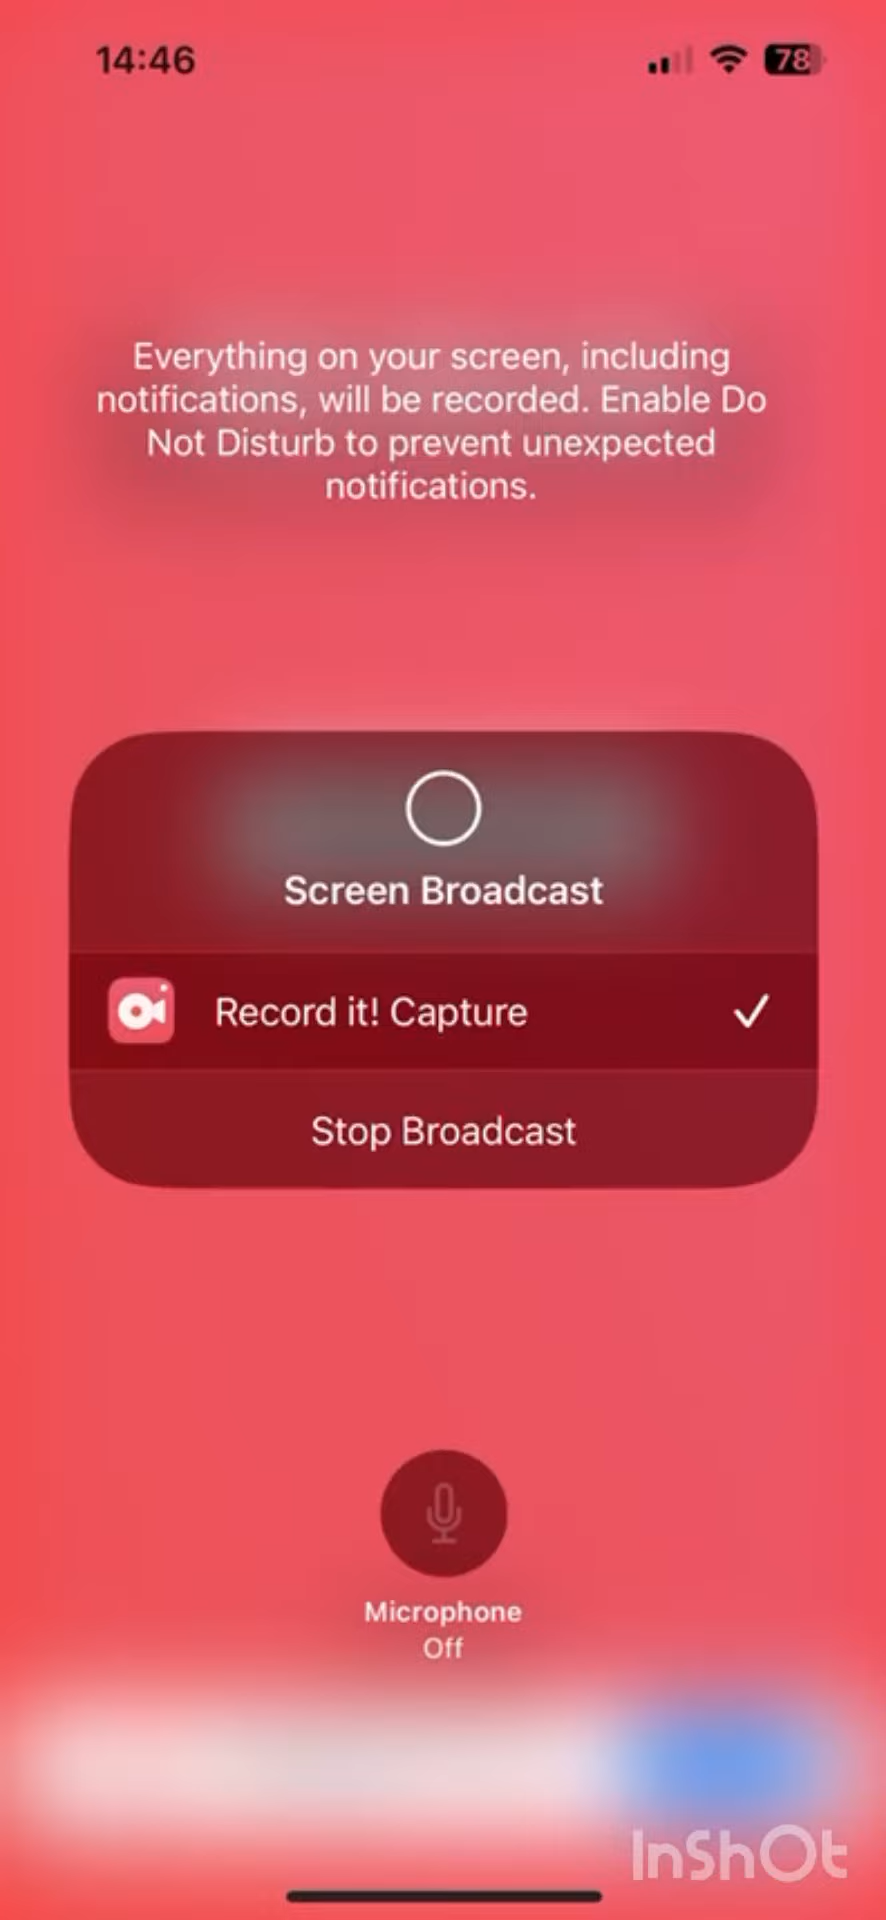 14:46
78
Everything on your screen, including
notifications, will be recorded. Enable Do
Not Disturb to prevent unexpected
notifications.
Screen Broadcast
Record it! Capture
Stop Broadcast
Microphone
Off
InShOt